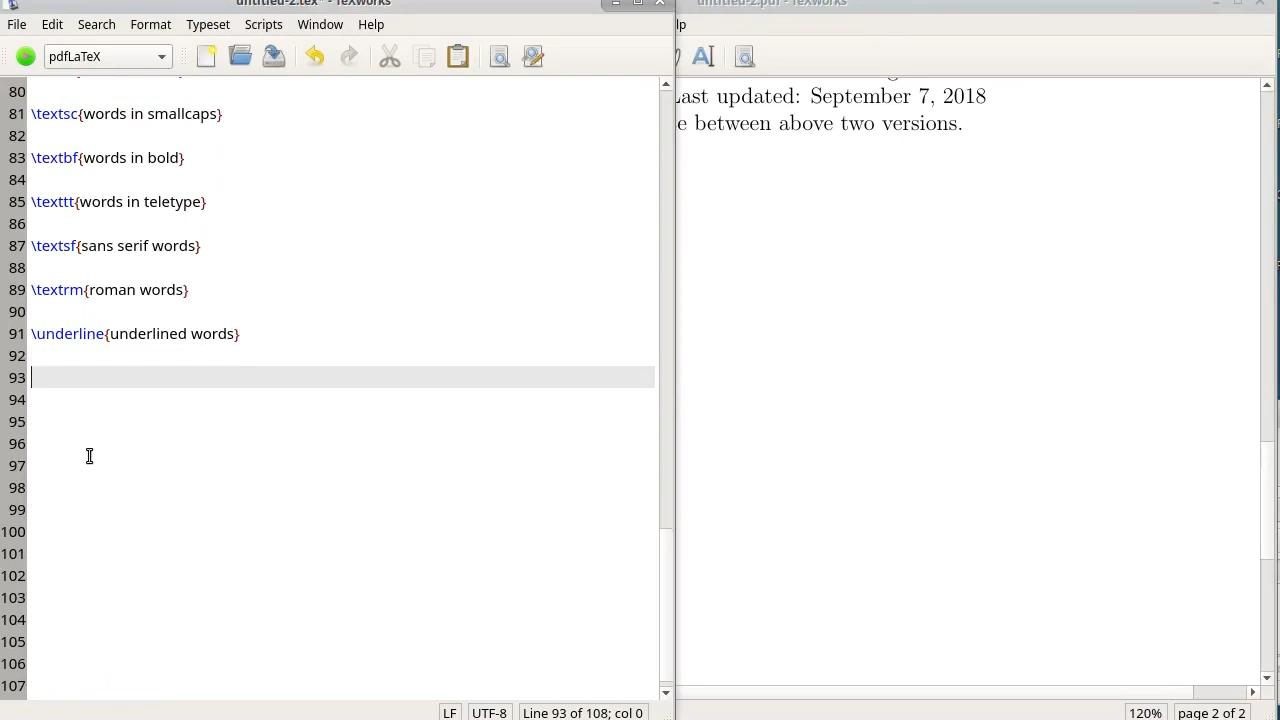 untitled-2.tex* - TeXworks
untitled-2.pdf - TeXworks
File Edit Search Format Typeset Scripts Window Help
lp
pdfLaTeX
80
81 \textsc{words in smallcaps}
82
83 \textbf{words in bold}
84
85 \texttt{words in teletype}
86
87 \textsf{sans serif words}
88
89 \textrm{roman words}
90
91 \underline{underlined words}
92
93
94
95
96
97
98
99
100
101
102
103
104
105
106
107
Last updated: September 7, 2018
e between above two versions.
LF UTF-8 Line 93 of 108; col 0
120% page 2 of 2